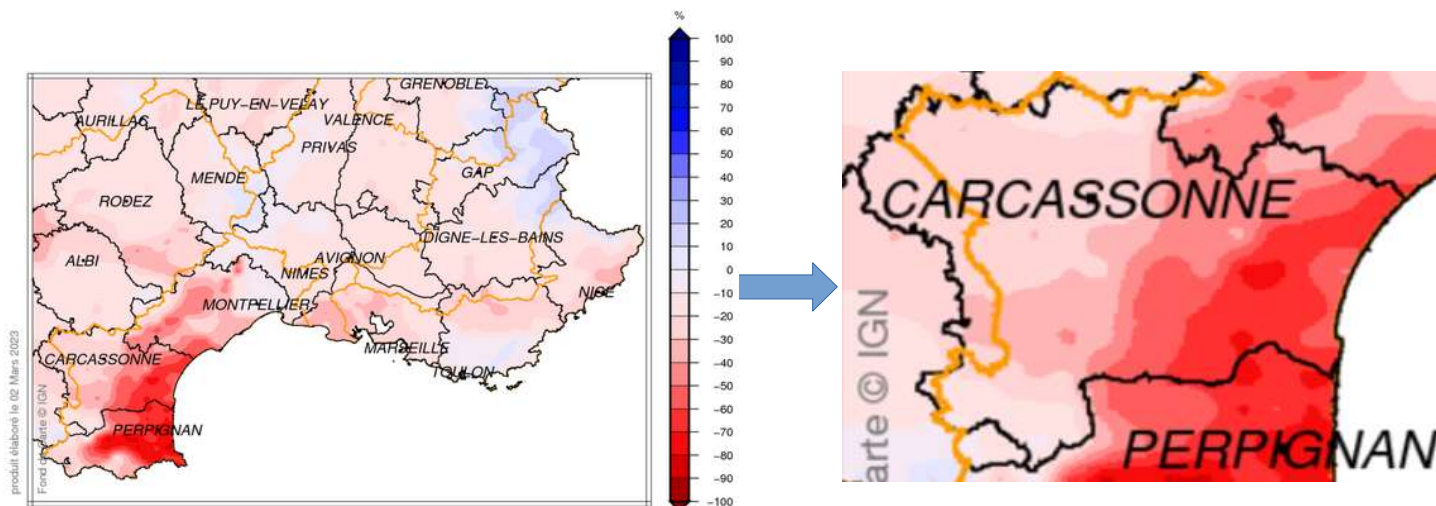 %
100
90
80
70
60
50
40
30
20
10
0
−10
−20
−30
−40
−50
−60
−70
−80
−90
−100
GRENOBLE
LE PUY−EN−VELAY
AURILLAC
VALENCE
PRIVAS
MENDE
GAP
RODEZ
DIGNE−LES−BAINS
AVIGNON
ALBI
NIMES
NICE
MONTPELLIER
MARSEILLE
CARCASSONNE
TOULON
PERPIGNAN
produit élaboré le 02 Mars 2023
Fond de carte © IGN
CARCASSONNE
arte © IGN
PERPIGNAN